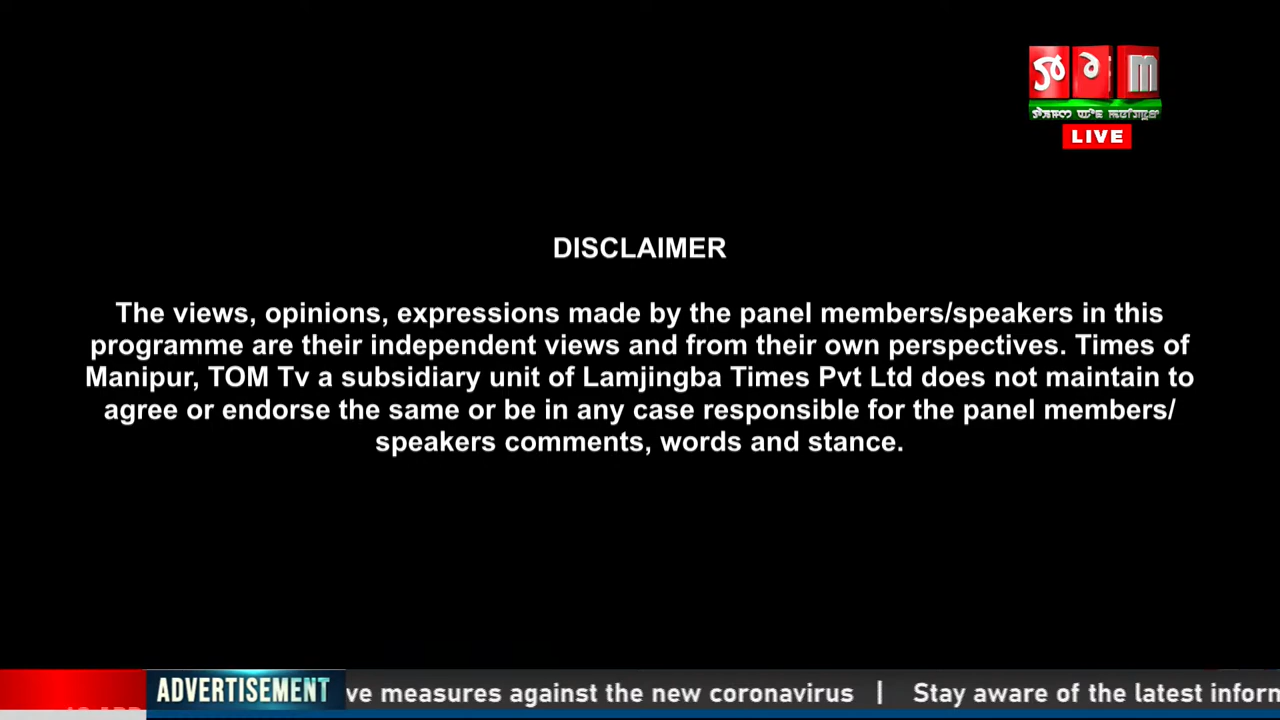 LIVE
DISCLAIMER
The views, opinions, expressions made by the panel members/speakers in this
programme are their independent views and from their own perspectives. Times of
Manipur, TOM Tv a subsidiary unit of Lamjingba Times Pvt Ltd does not maintain to
agree or endorse the same or be in any case responsible for the panel members/
speakers comments, words and stance.
ADVERTISEMENT
ve measures against the new coronavirus | Stay aware of the latest inform